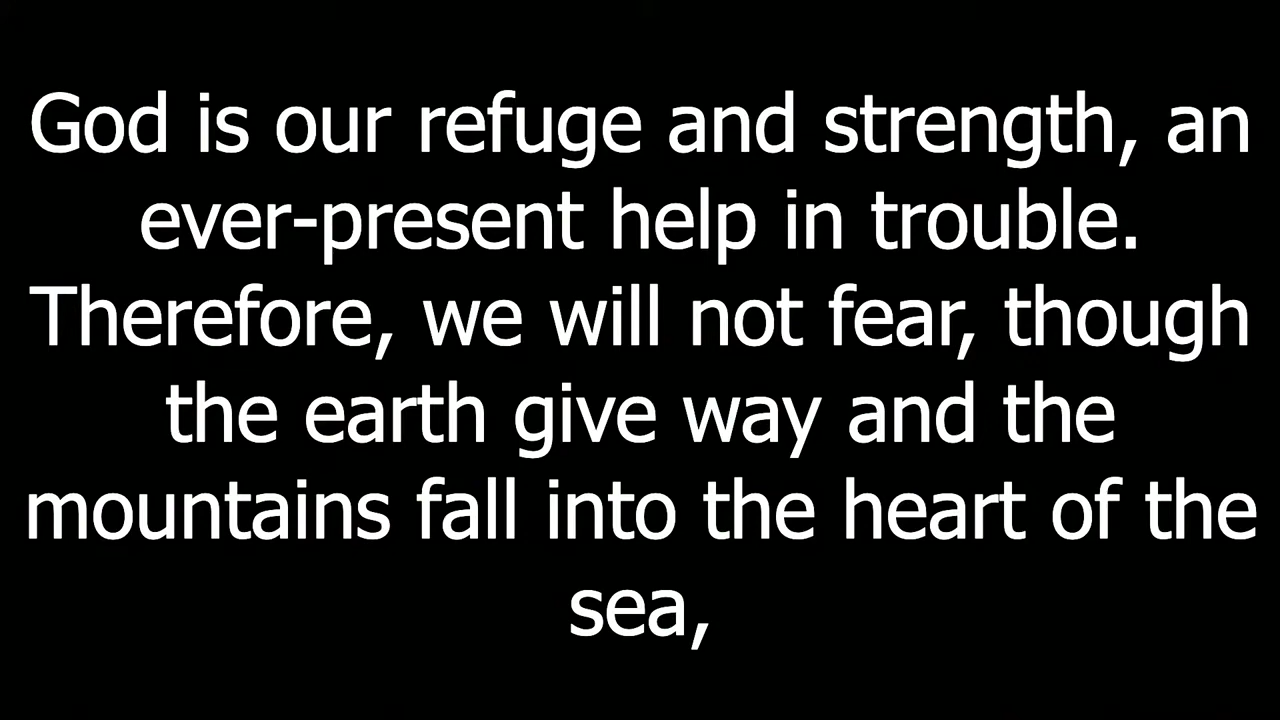 God is our refuge and strength, an
ever-present help in trouble.
Therefore, we will not fear, though
the earth give way and the
mountains fall into the heart of the
sea,